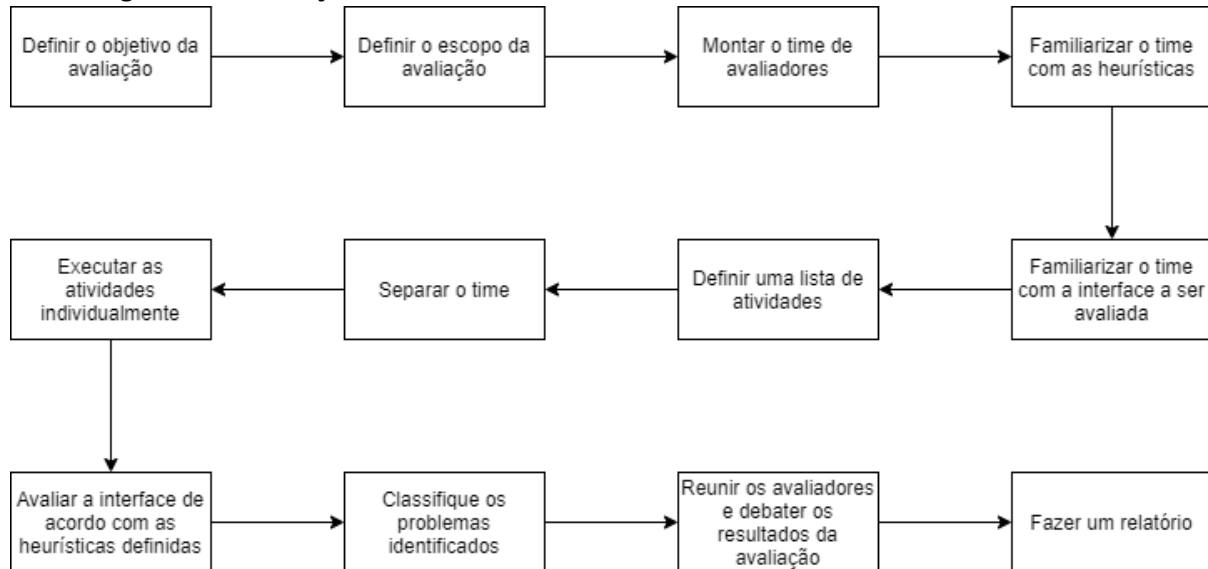 Definir o objetivo da
avaliação
Definir o escopo da
avaliação
Montar o time de
avaliadores
Familiarizar o time
com as heurísticas
Familiarizar o time
com a interface a ser
avaliada
Definir uma lista de
atividades
Separar o time
Executar as
atividades
individualmente
Avaliar a interface de
acordo com as
heurísticas definidas
Classifique os
problemas
identificados
Reunir os avaliadores
e debater os
resultados da
avaliação
Fazer um relatório